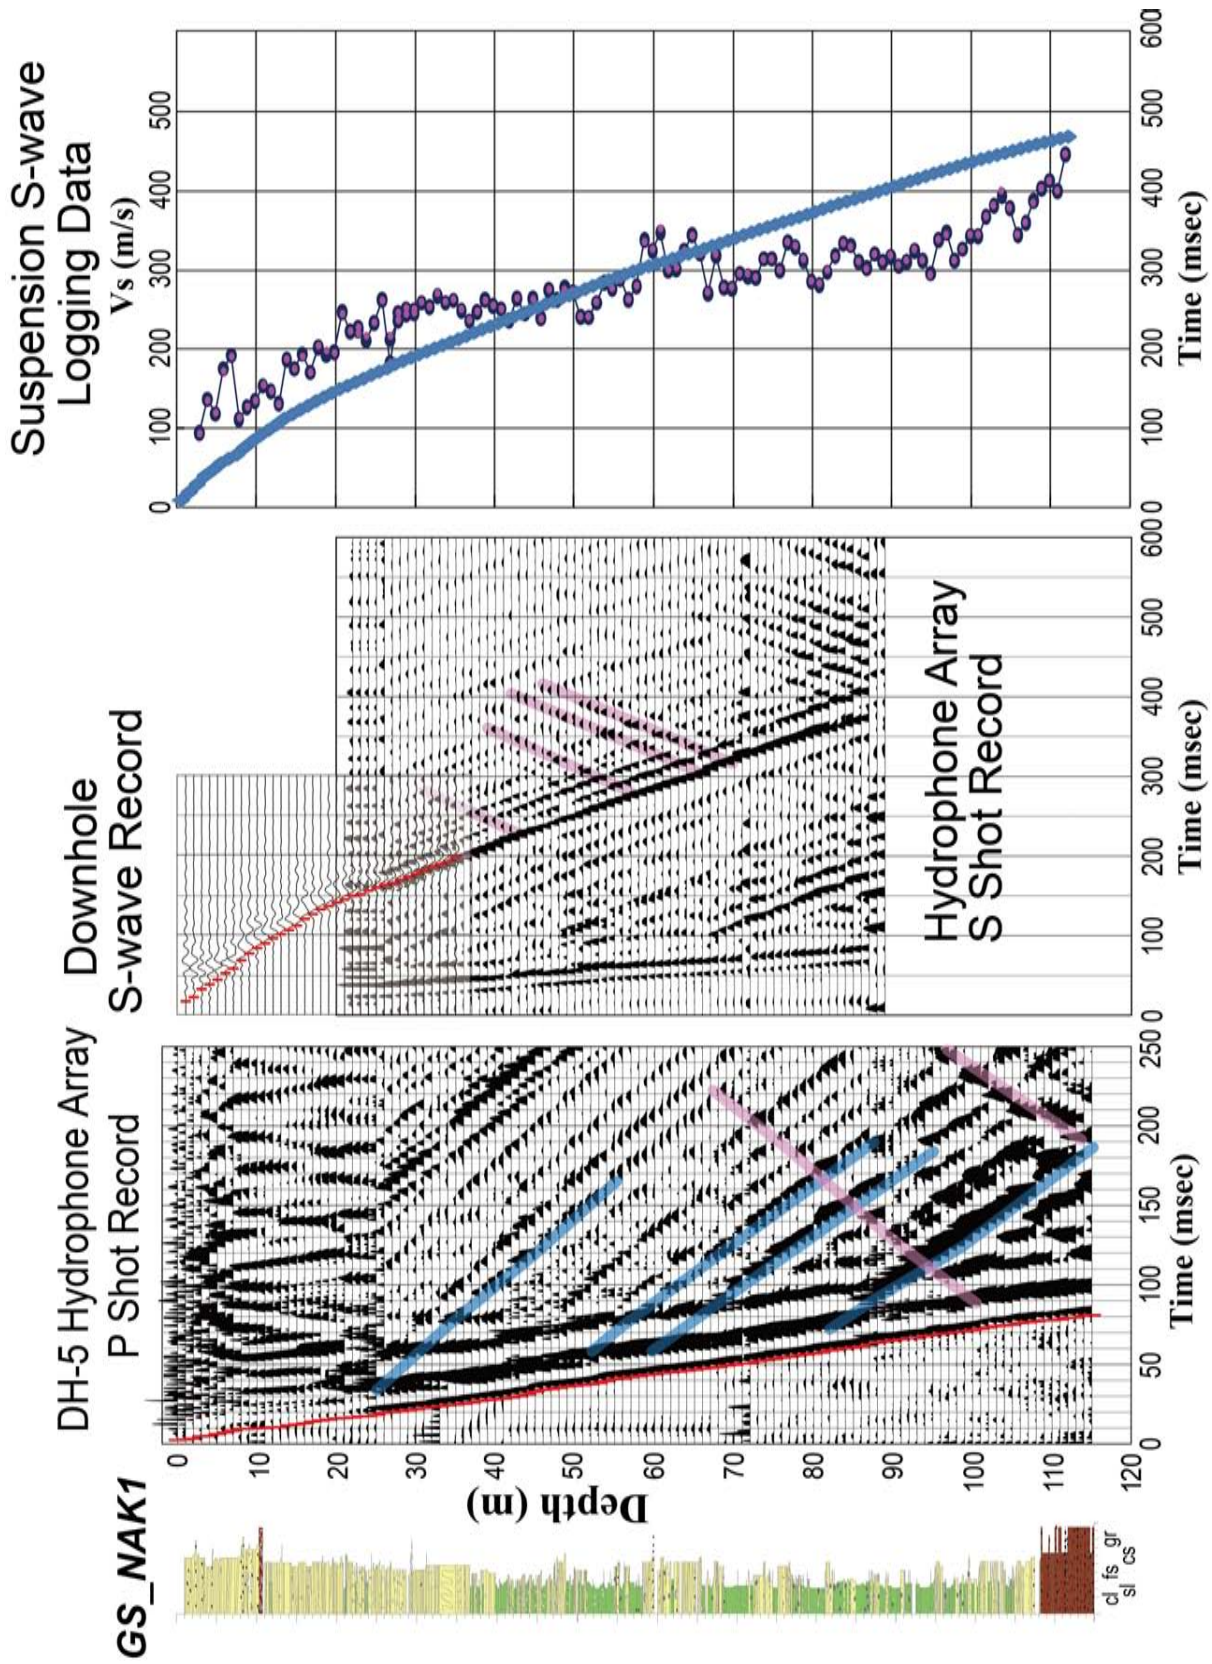 Suspension S-wave
Logging Data
Vs (m/s)
0 100 200 300 400 500
0 100 200 300 400 500 600
Time (msec)
Downhole
S-wave Record
Hydrophone Array
S Shot Record
0 100 200 300 400 500 600
Time (msec)
DH-5 Hydrophone Array
P Shot Record
0 50 100 150 200 250
Time (msec)
0 10 20 30 40 50 60 70 80 90 100 110 120
Depth (m)
GS_NAK1
cl fs gr
sl cs